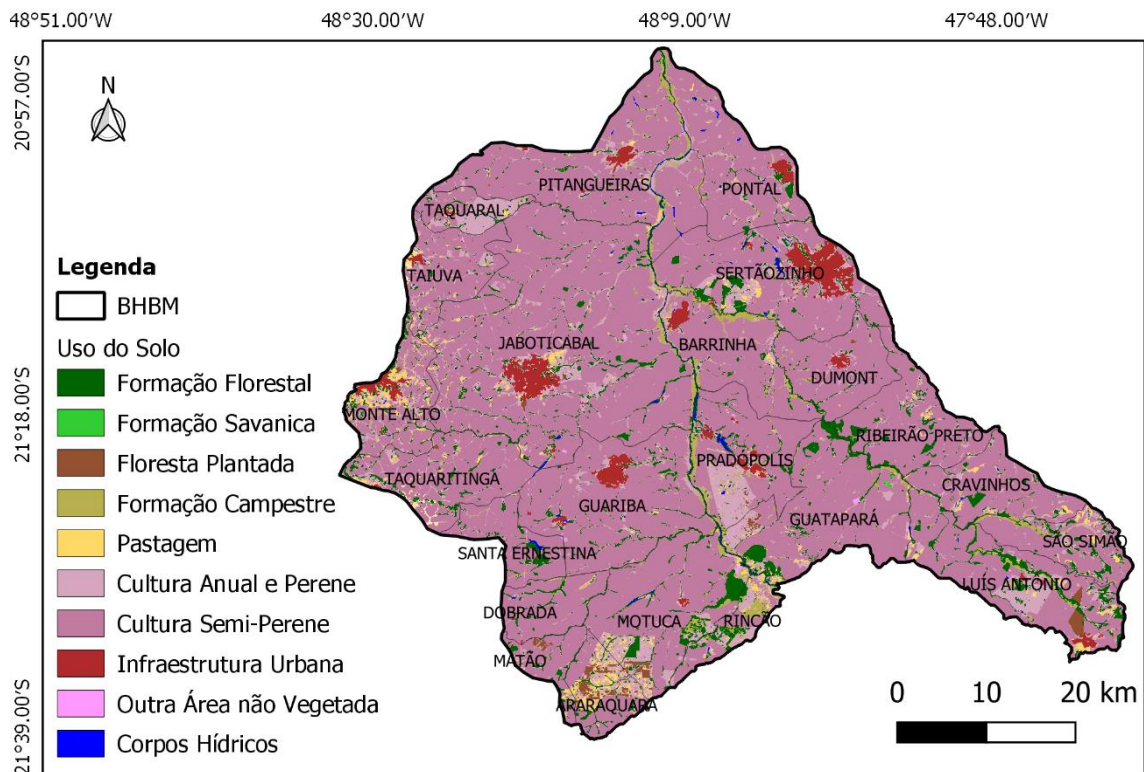 48°51.00'W
48°30.00'W
48°9.00'W
47°48.00'W
20°57.00'S
21°18.00'S
21°39.00'S
N
Legenda
BHBM
Uso do Solo
Formação Florestal
Formação Savanica
Floresta Plantada
Formação Campestre
Pastagem
Cultura Anual e Perene
Cultura Semi-Perene
Infraestrutura Urbana
Outra Área não Vegetada
Corpos Hídricos
PITANGUEIRAS
PONTAL
TAQUARAL
TAIÚVA
SERTÃOZINHO
JABOTICABAL
BARRINHA
DUMONT
MONTE ALTO
RIBEIRÃO PRETO
PRADÓPOLIS
TAQUARITINGA
CRAVINHOS
GUARIBA
GUATAPARÁ
SÃO SIMÃO
SANTA ERNESTINA
LUÍS ANTÔNIO
DOBRADA
MOTUCA
RINCÃO
MATÃO
ARARAQUARA
0 10 20 km